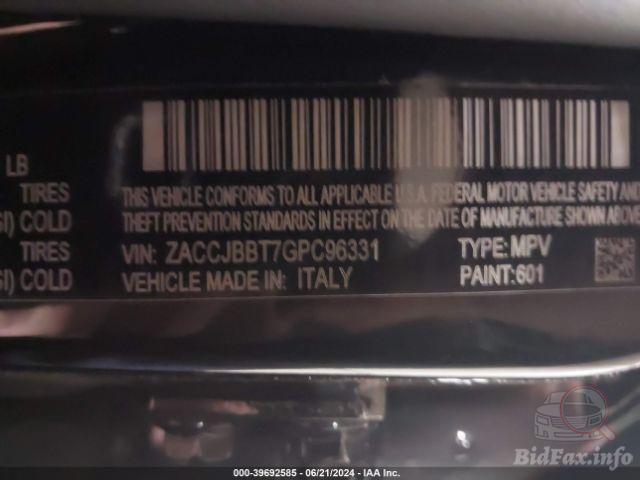 LB
TIRES THIS VEHICLE CONFORMS TO ALL APPLICABLE U.S.A. FEDERAL MOTOR VEHICLE SAFETY AND
SI) COLD THEFT PREVENTION STANDARDS IN EFFECT ON THE DATE OF MANUFACTURE SHOWN ABOVE
TIRES VIN: ZACCJBBT7GPC96331 TYPE: MPV
SI) COLD VEHICLE MADE IN: ITALY PAINT: 601
BidFax.info
000-39692585 - 06/21/2024 - IAA Inc.